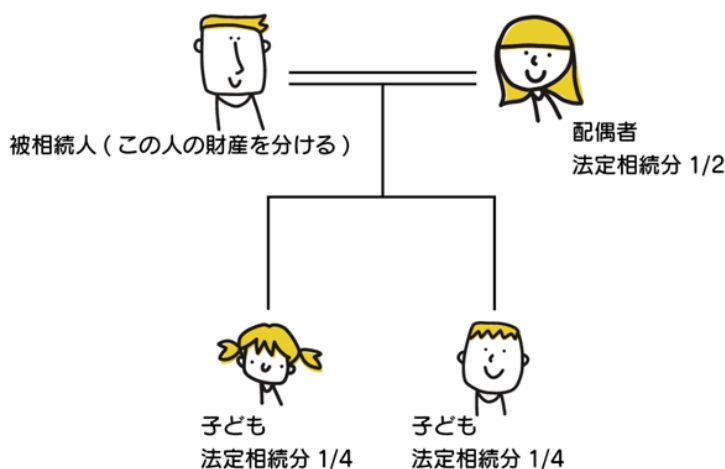 被相続人 ( この人の財産を分ける )
配偶者
法定相続分 1/2
子ども
法定相続分 1/4
子ども
法定相続分 1/4